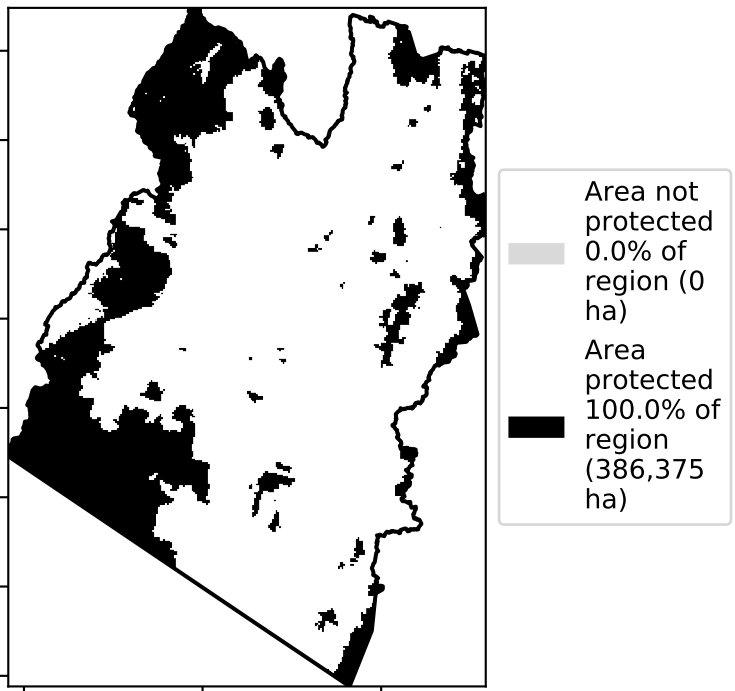 Area not
protected
0.0% of
region (0
ha)
Area
protected
100.0% of
region
(386,375
ha)